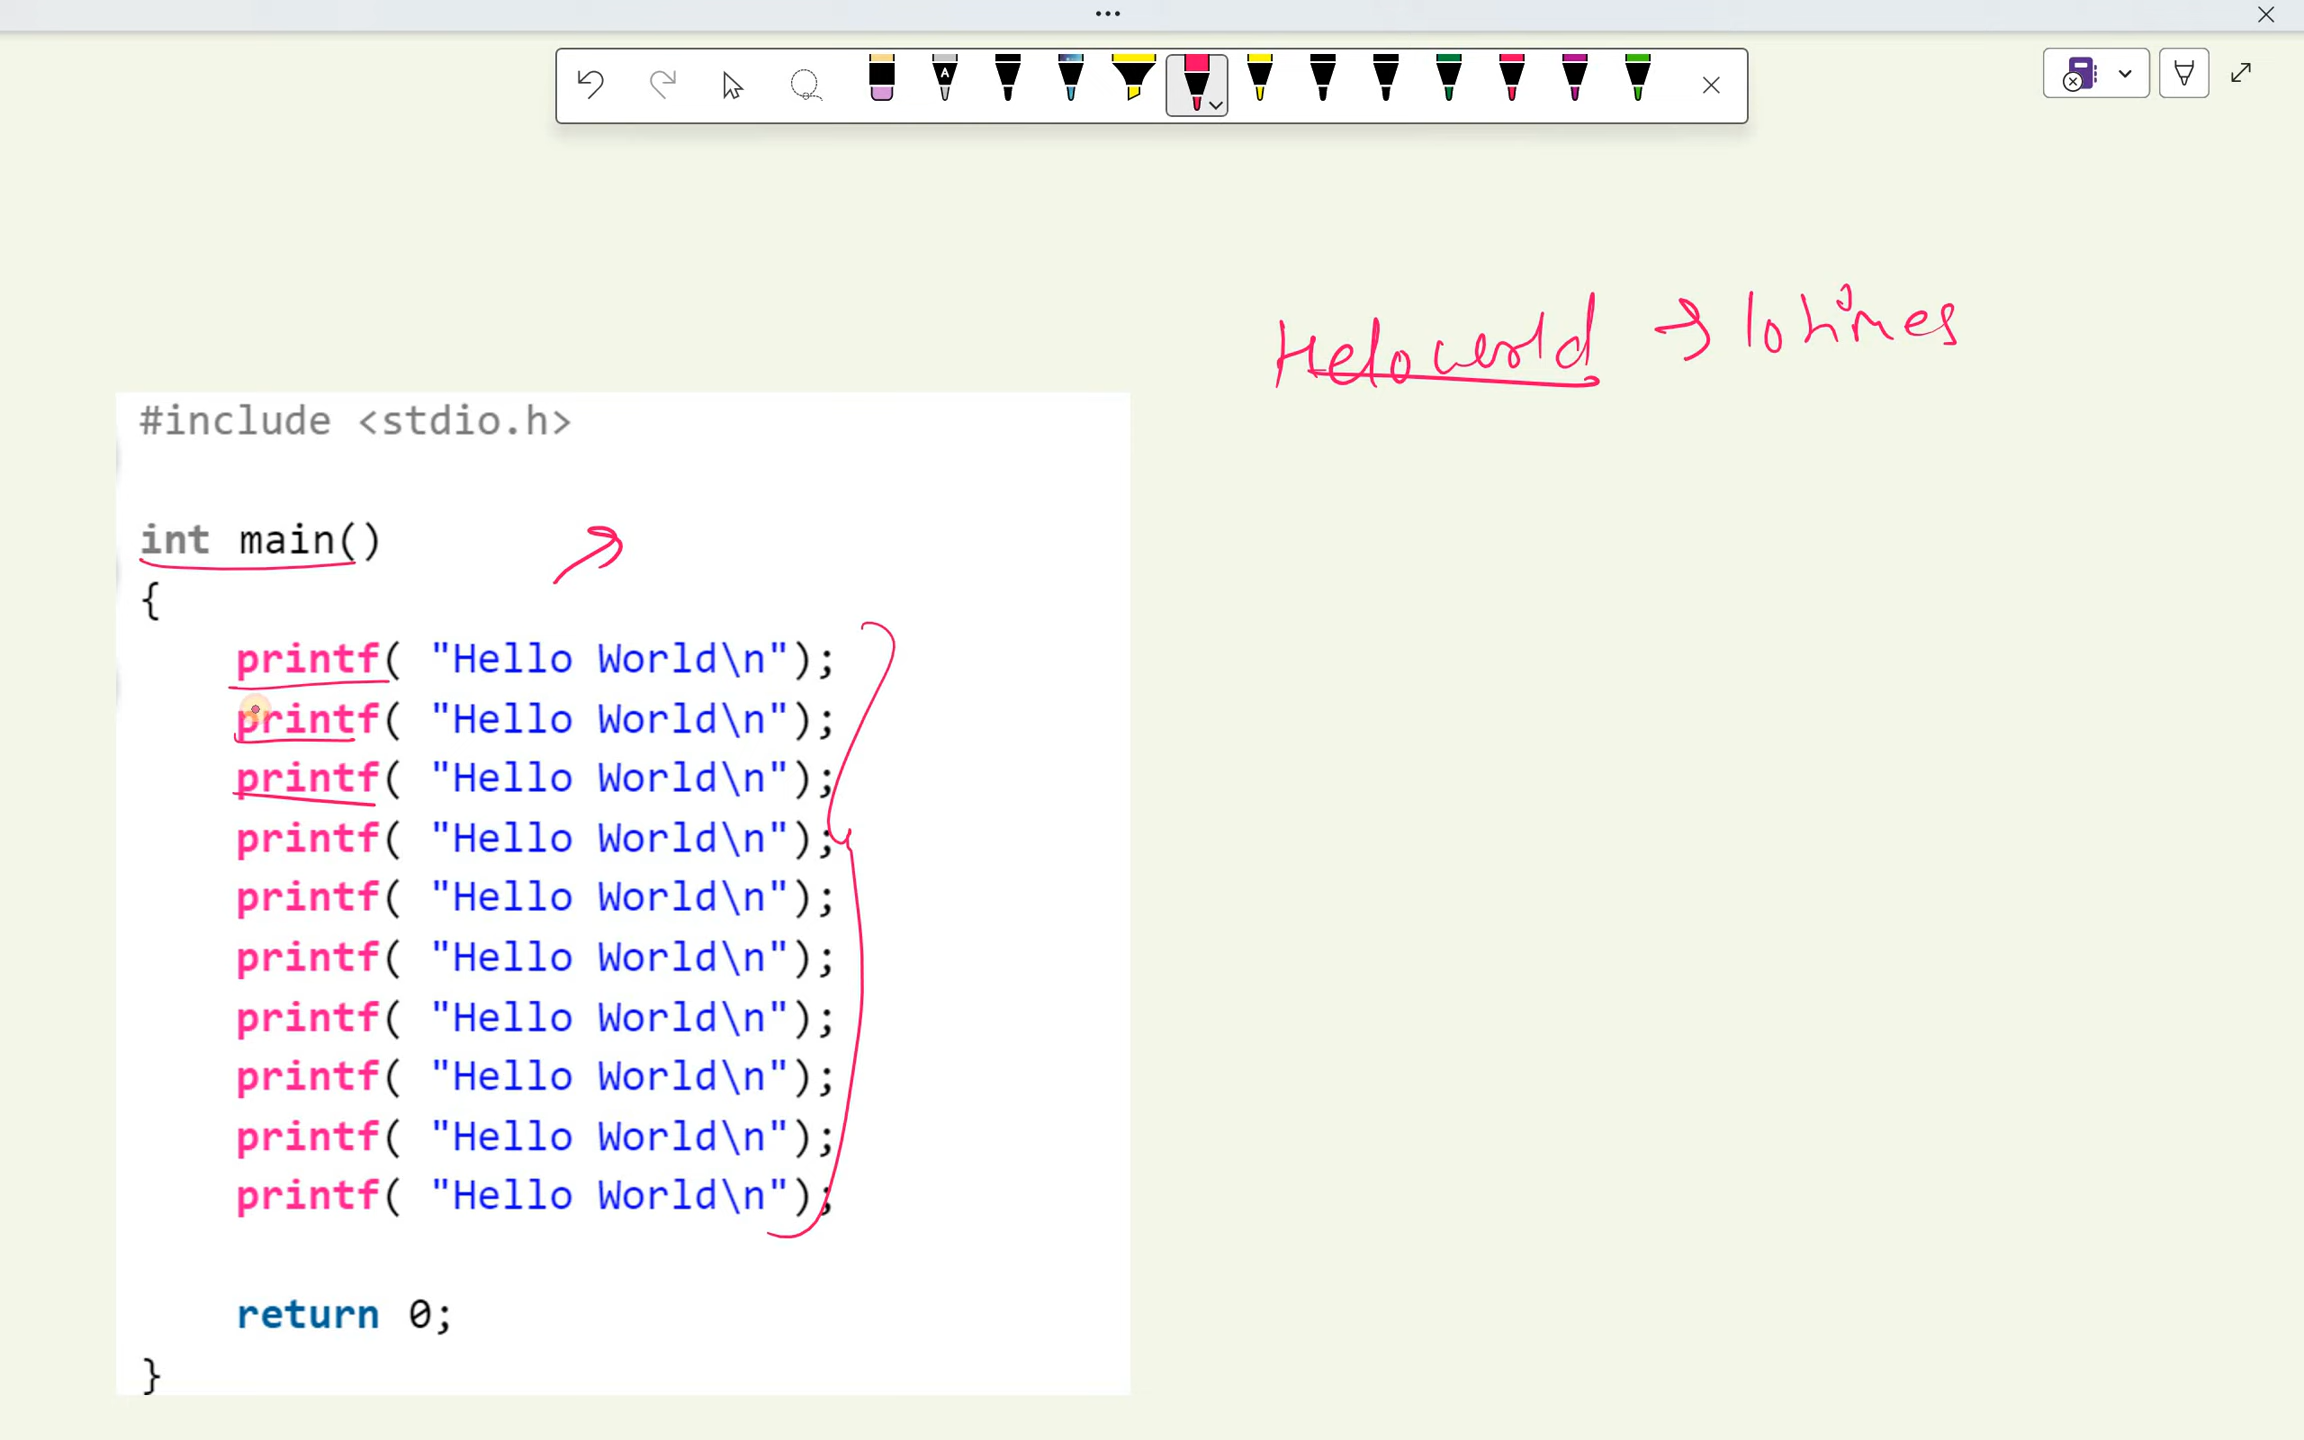 A
Helo world → 10 times
#include <stdio.h>
int main()
{
printf( "Hello World\n");
printf( "Hello World\n");
printf( "Hello World\n");
printf( "Hello World\n");
printf( "Hello World\n");
printf( "Hello World\n");
printf( "Hello World\n");
printf( "Hello World\n");
printf( "Hello World\n");
printf( "Hello World\n");
return 0;
}